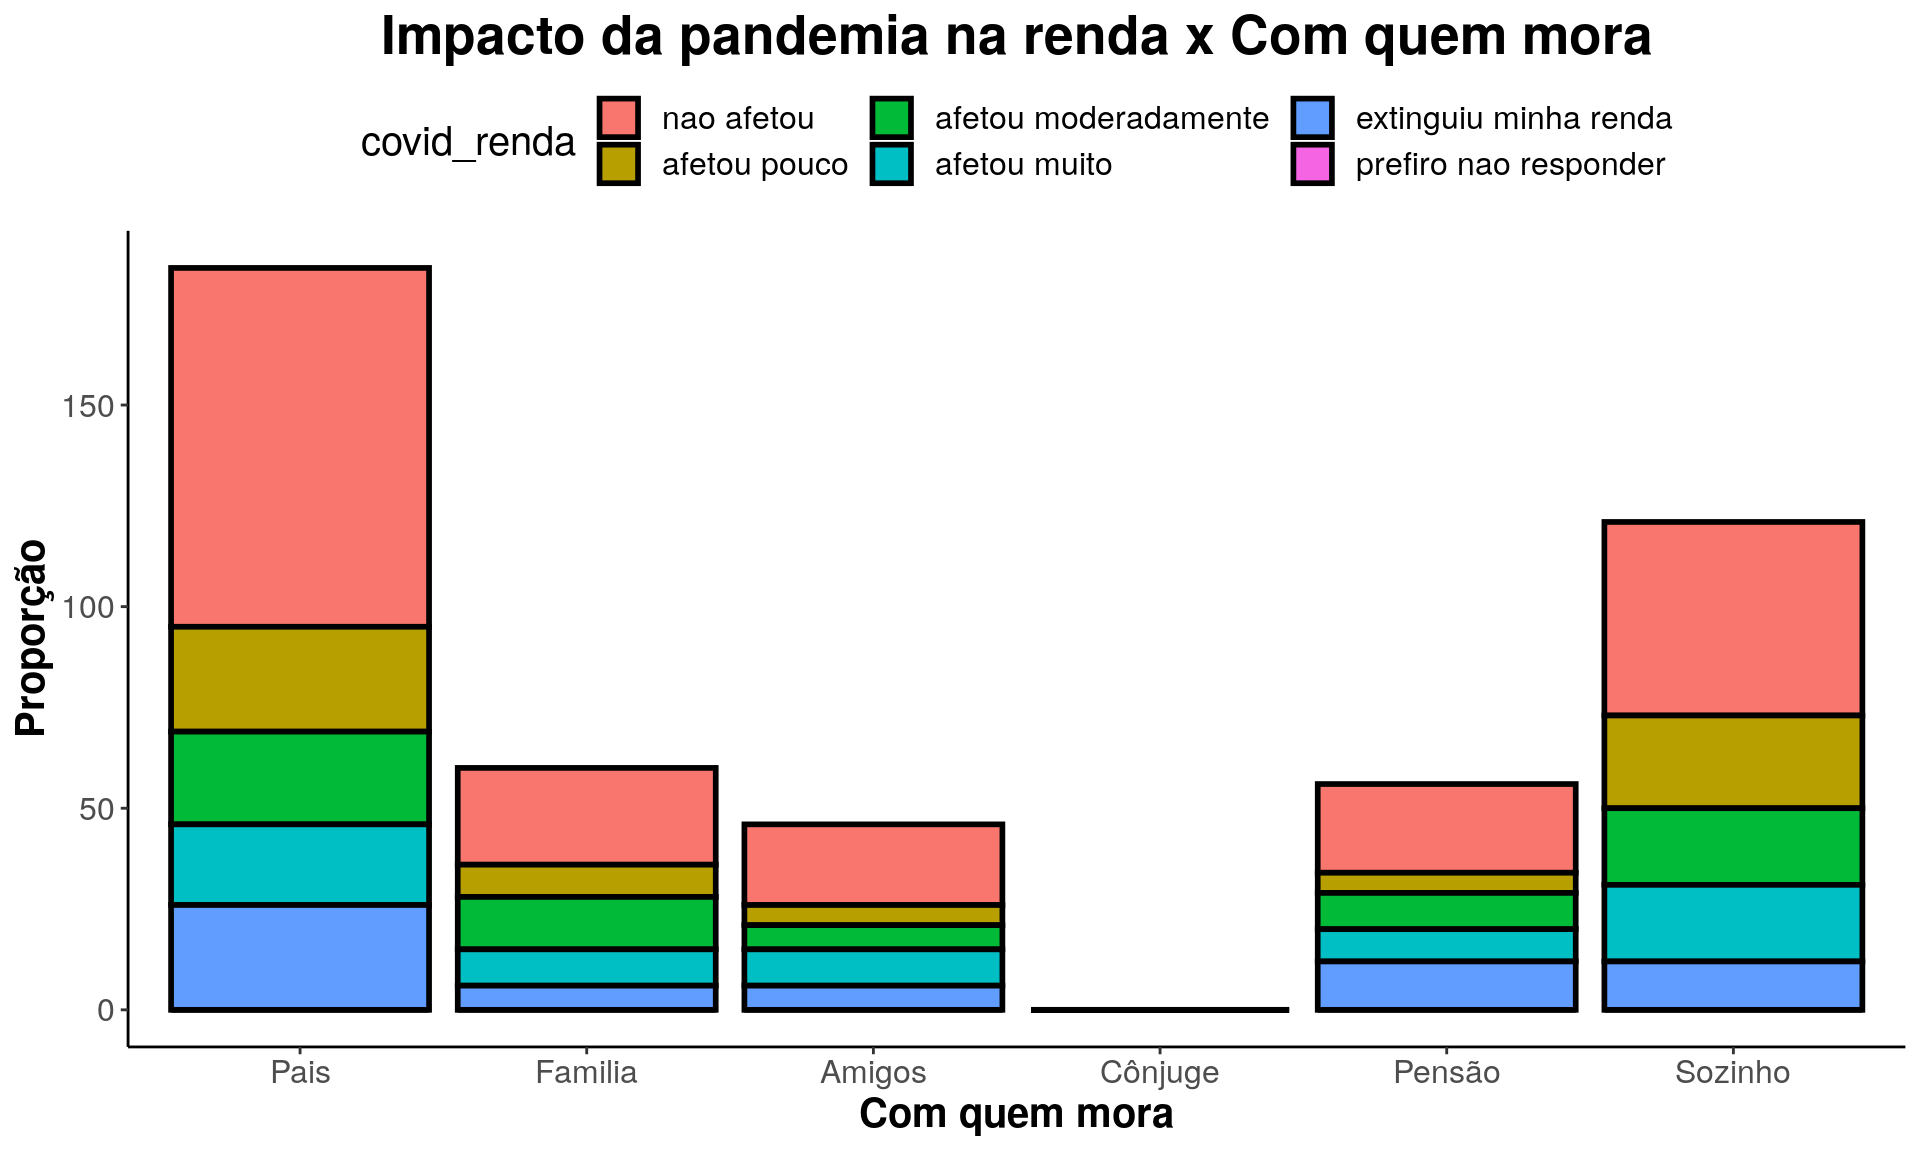 Impacto da pandemia na renda x Com quem mora
covid_renda
nao afetou
afetou moderadamente
extinguiu minha renda
afetou pouco
afetou muito
prefiro nao responder
Proporção
150
100
50
0
Pais Familia Amigos Cônjuge Pensão Sozinho
Com quem mora